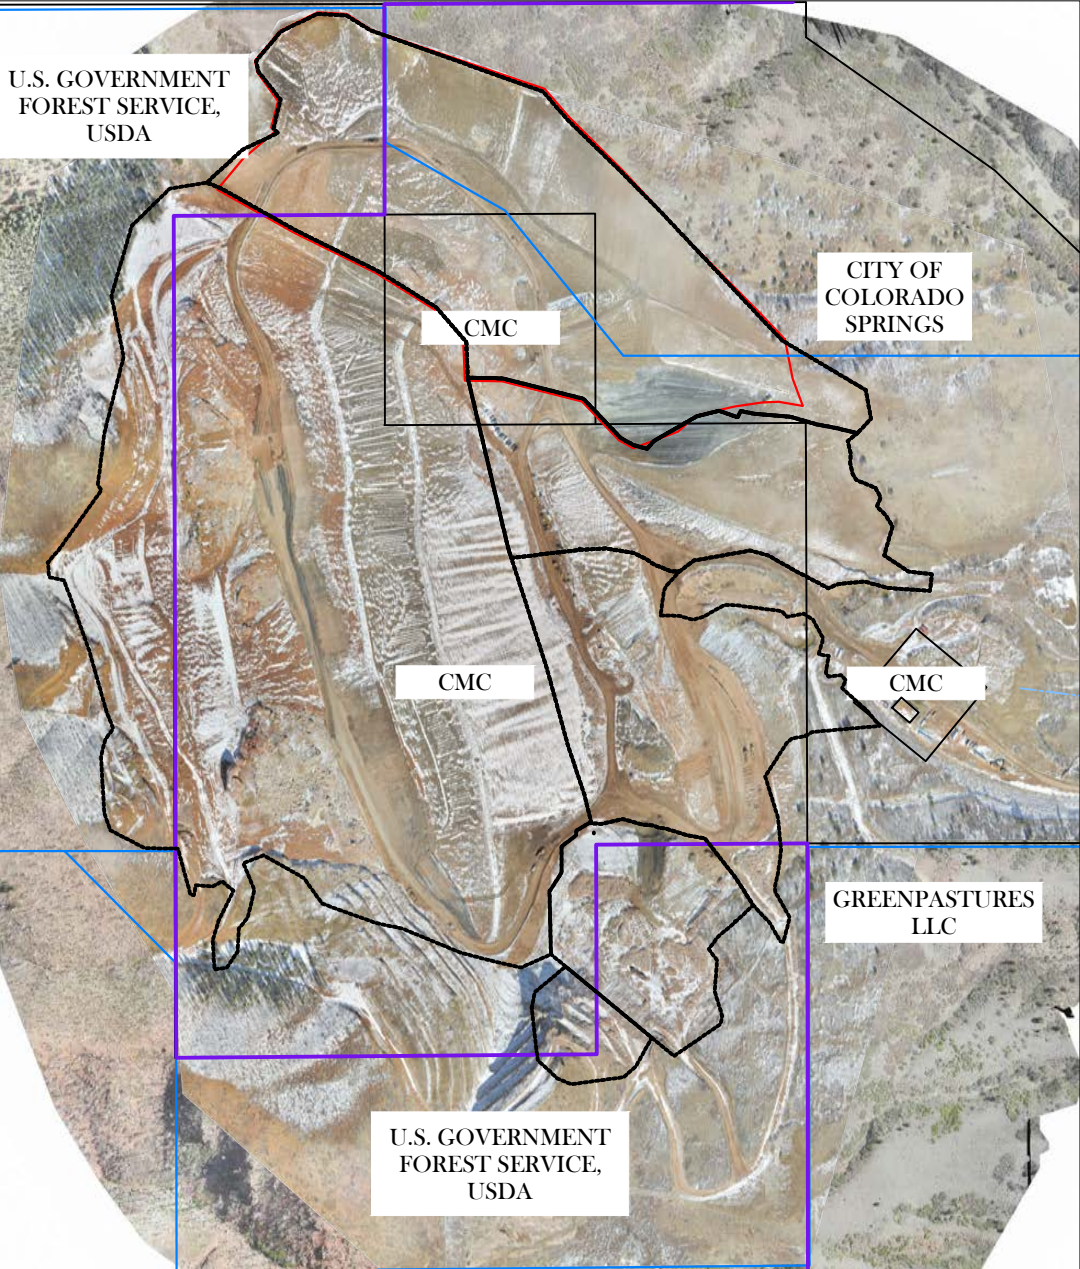 U.S. GOVERNMENT
FOREST SERVICE,
USDA
CITY OF
COLORADO
SPRINGS
CMC
CMC
CMC
GREENPASTURES
LLC
U.S. GOVERNMENT
FOREST SERVICE,
USDA